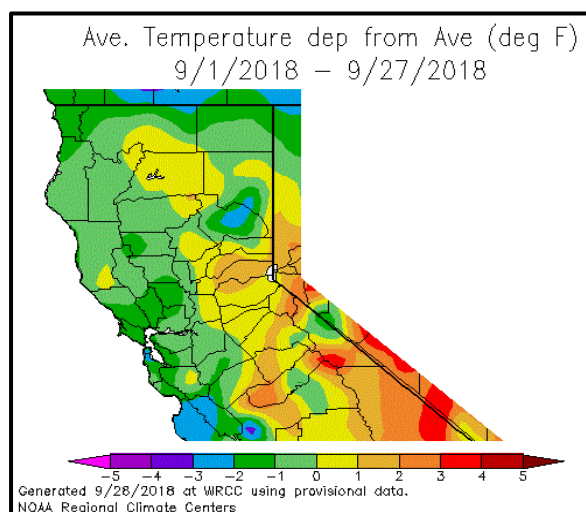 Ave. Temperature dep from Ave (deg F)
9/1/2018 – 9/27/2018
-5 -4 -3 -2 -1 0 1 2 3 4 5
Generated 9/28/2018 at WRCC using provisional data.
NOAA Regional Climate Centers